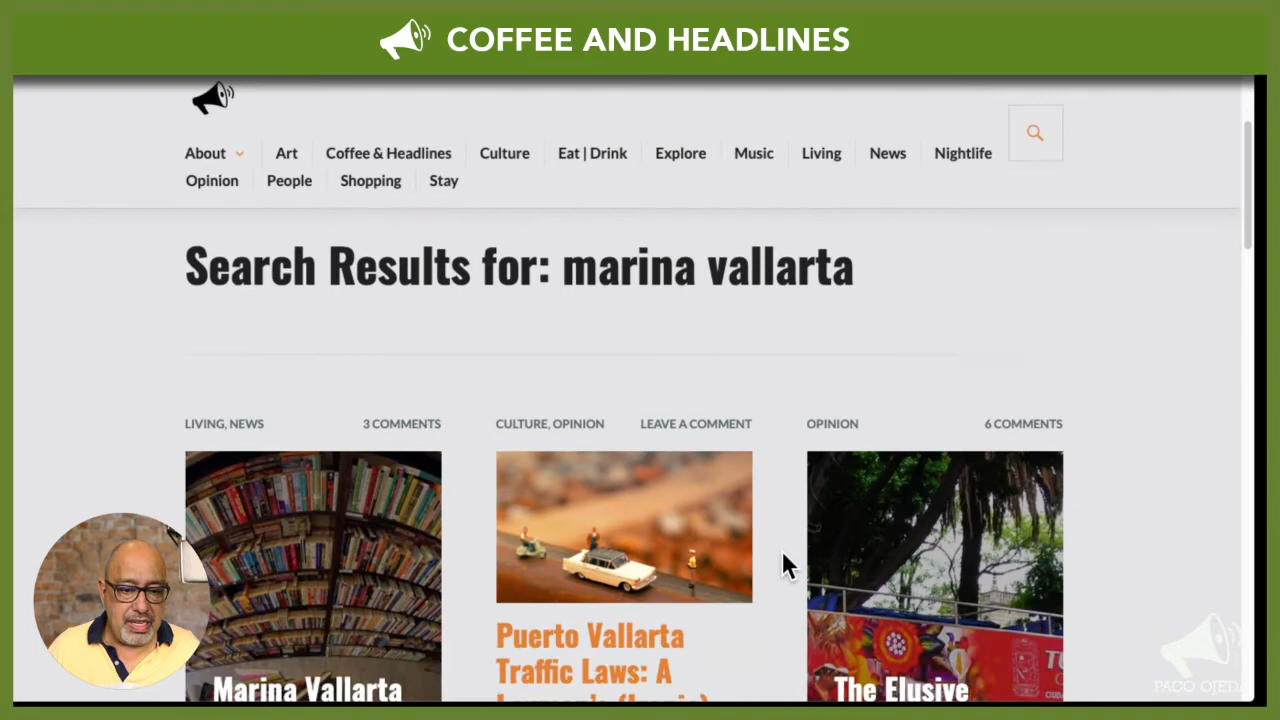 COFFEE AND HEADLINES
About
Art
Coffee & Headlines
Culture
Eat | Drink
Explore
Music
Living
News
Nightlife
Opinion
People
Shopping
Stay
Search Results for: marina vallarta
LIVING, NEWS
3 COMMENTS
CULTURE, OPINION
LEAVE A COMMENT
OPINION
6 COMMENTS
Marina Vallarta
Puerto Vallarta
Traffic Laws: A
The Elusive
PACO OJEDA